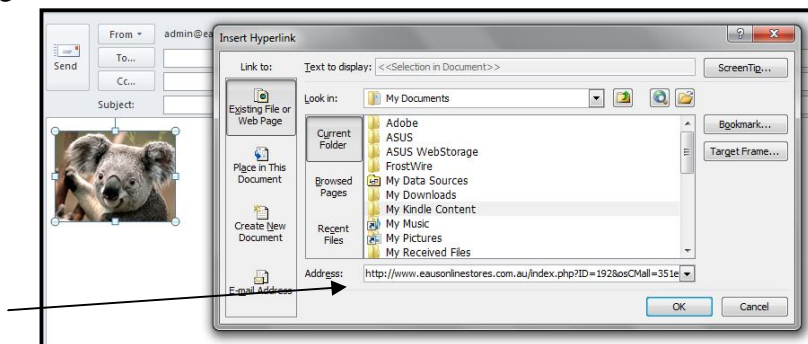 From admin@ea
Send
To...
Cc...
Subject:
Insert Hyperlink
Link to:
Text to display: <<Selection in Document>>
ScreenTip...
Existing File or
Web Page
Look in: My Documents
Bookmark...
Target Frame...
Current
Folder
Browsed
Pages
Recent
Files
Adobe
ASUS
ASUS WebStorage
FrostWire
My Data Sources
My Downloads
My Kindle Content
My Music
My Pictures
My Received Files
Place in This
Document
Create New
Document
E-mail Address
Address: http://www.eausonlinestores.com.au/index.php?ID=192&osCMall=351e
OK Cancel